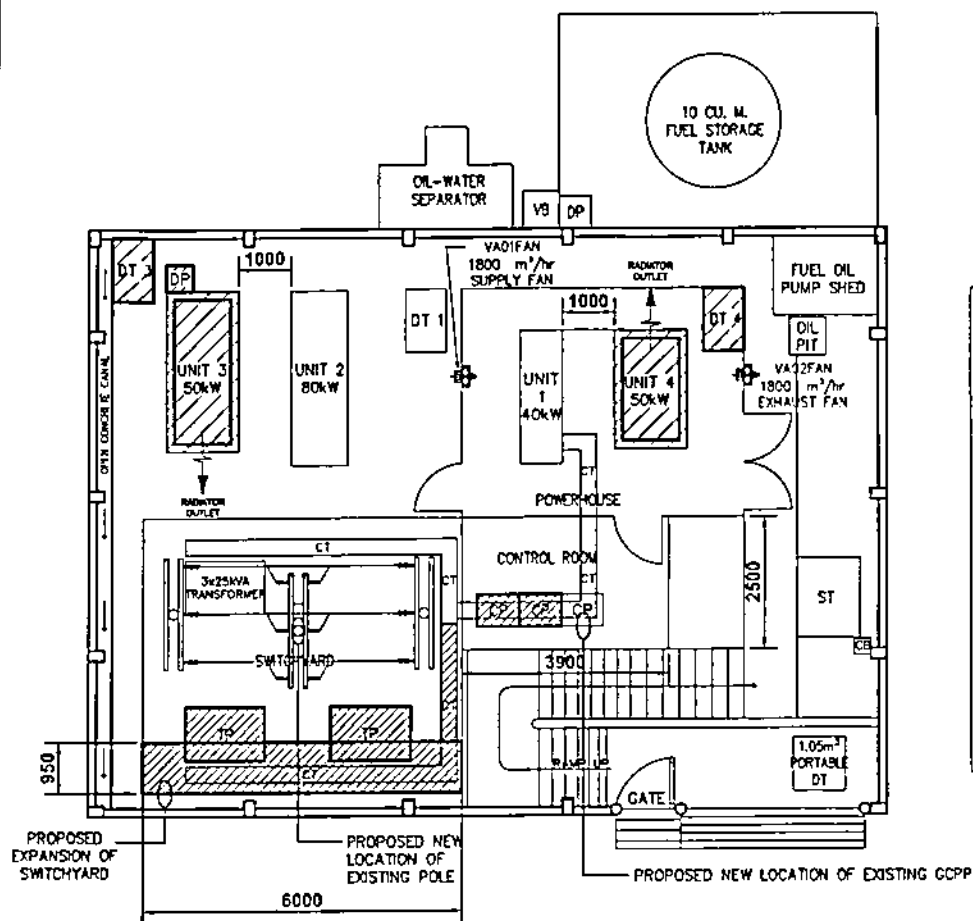 10 CU. M.
FUEL STORAGE
TANK
OIL-WATER
SEPARATOR
VB
DP
VA01FAN
1800 m³/hr
SUPPLY FAN
RADIATOR
OUTLET
FUEL OIL
PUMP SHED
DT 3
DP
1000
DT 1
1000
DT 4
OIL
PIT
UNIT 3
50kW
UNIT 2
80kW
UNIT
1
40kW
UNIT 4
50kW
VA02FAN
1800 m³/hr
EXHAUST FAN
OPEN CONCRETE CANAL
RADIATOR
OUTLET
CT
POWERHOUSE
CT
CONTROL ROOM
CT
CT
3x25kVA
TRANSFORMER
2500
ST
CP
CP
CP
SWITCHYARD
3900
CB
TP
TP
950
CT
RAMP UP
1.05m³
PORTABLE
DT
GATE
PROPOSED
EXPANSION OF
SWITCHYARD
PROPOSED NEW
LOCATION OF
EXISTING POLE
PROPOSED NEW LOCATION OF EXISTING GCPP
6000